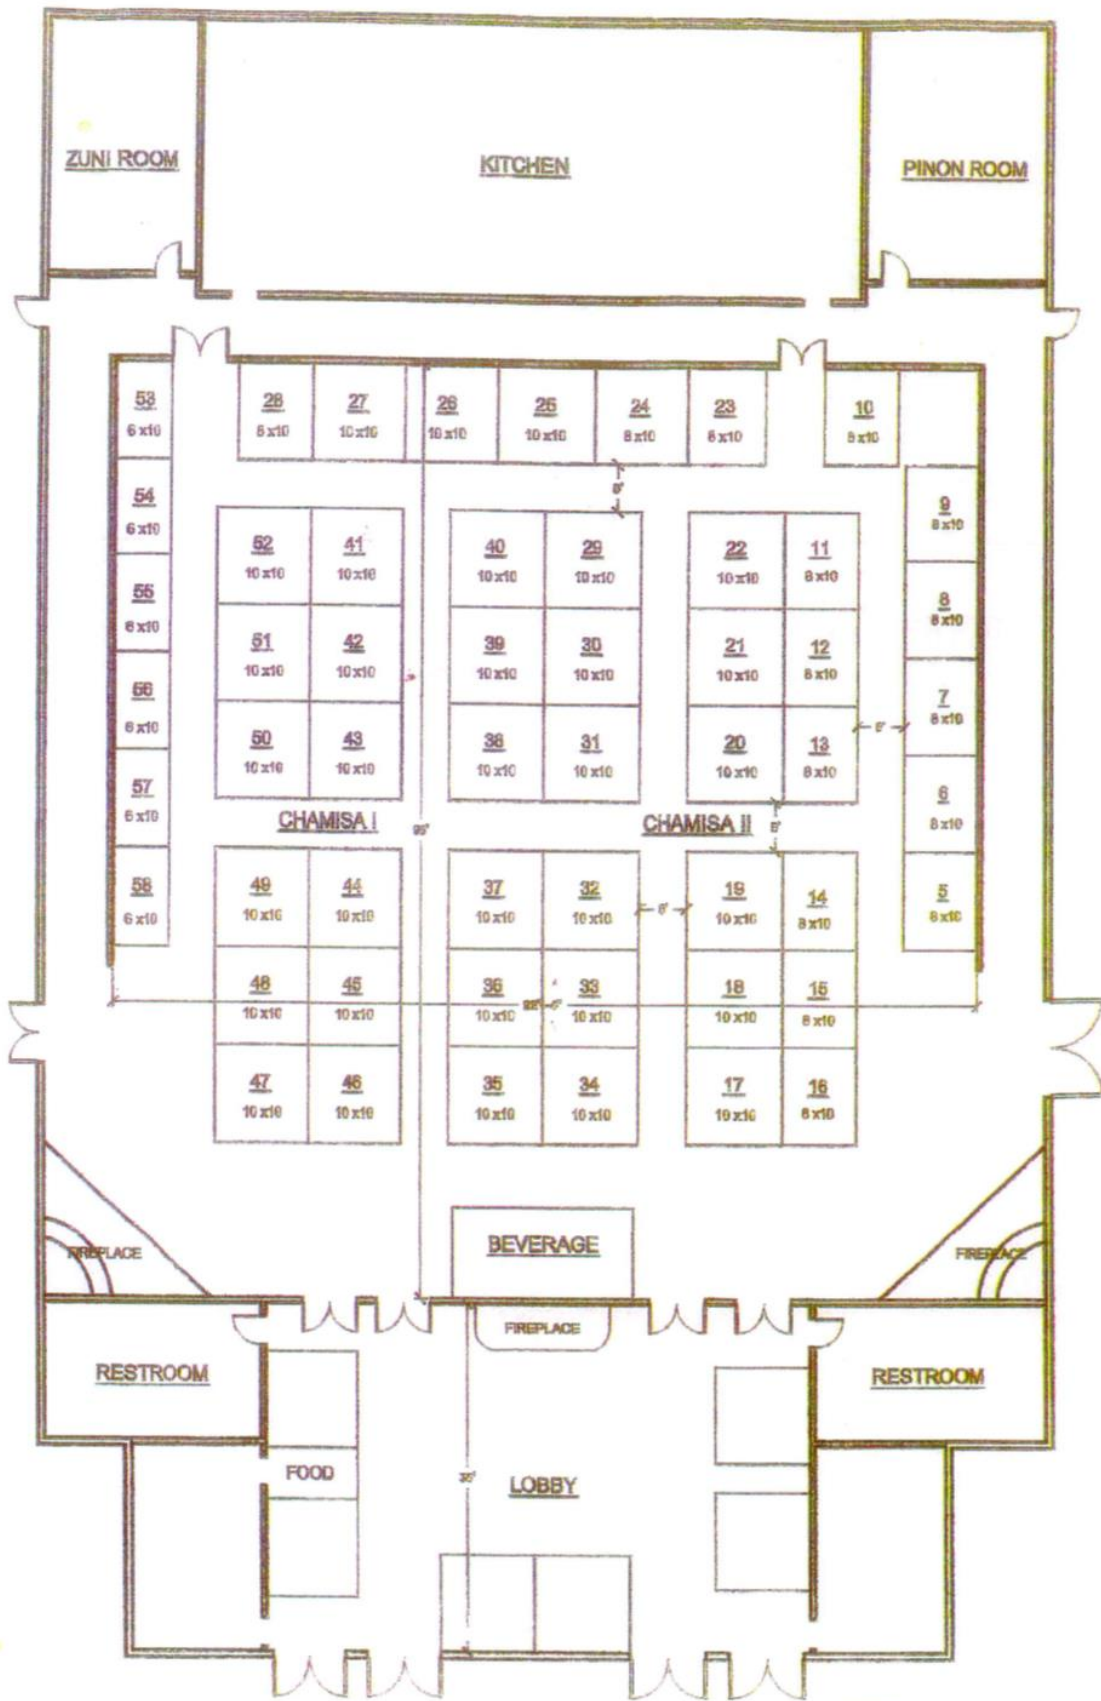 ZUNI ROOM
KITCHEN
PINON ROOM
53
6 x10
28
8 x10
27
10 x10
26
10 x10
25
10 x10
24
8 x10
23
8 x10
10
8 x10
54
6 x10
9
8 x10
52
10 x10
41
10 x10
40
10 x10
29
10 x10
22
10 x10
11
8 x10
55
6 x10
8
8 x10
51
10 x10
42
10 x10
39
10 x10
30
10 x10
21
10 x10
12
8 x10
56
6 x10
7
8 x10
50
10 x10
43
10 x10
38
10 x10
31
10 x10
20
10 x10
13
8 x10
57
6 x10
6
8 x10
CHAMISA I
CHAMISA II
58
6 x10
49
10 x10
44
10 x10
37
10 x10
32
10 x10
19
10 x10
14
8 x10
5
8 x10
48
10 x10
45
10 x10
36
10 x10
33
10 x10
18
10 x10
15
8 x10
47
10 x10
46
10 x10
35
10 x10
34
10 x10
17
10 x10
16
8 x10
FIREPLACE
BEVERAGE
FIREPLACE
FIREPLACE
RESTROOM
RESTROOM
FOOD
LOBBY